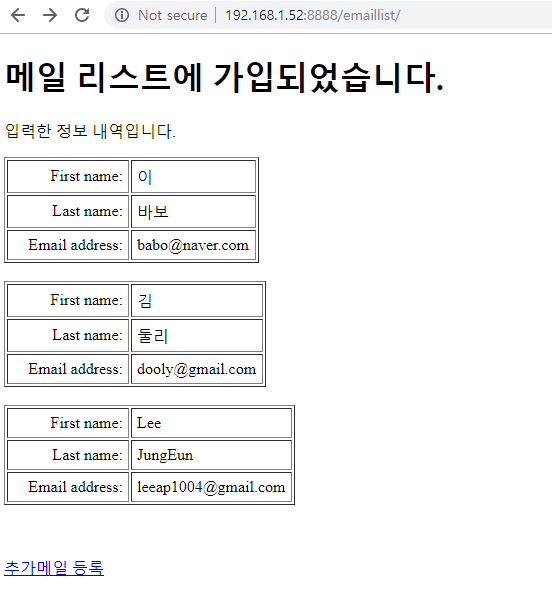 Not secure | 192.168.1.52:8888/emaillist/
메일 리스트에 가입되었습니다.
입력한 정보 내역입니다.
First name: 이
Last name: 바보
Email address: babo@naver.com
First name: 김
Last name: 둘리
Email address: dooly@gmail.com
First name: Lee
Last name: JungEun
Email address: leeap1004@gmail.com
추가메일 등록